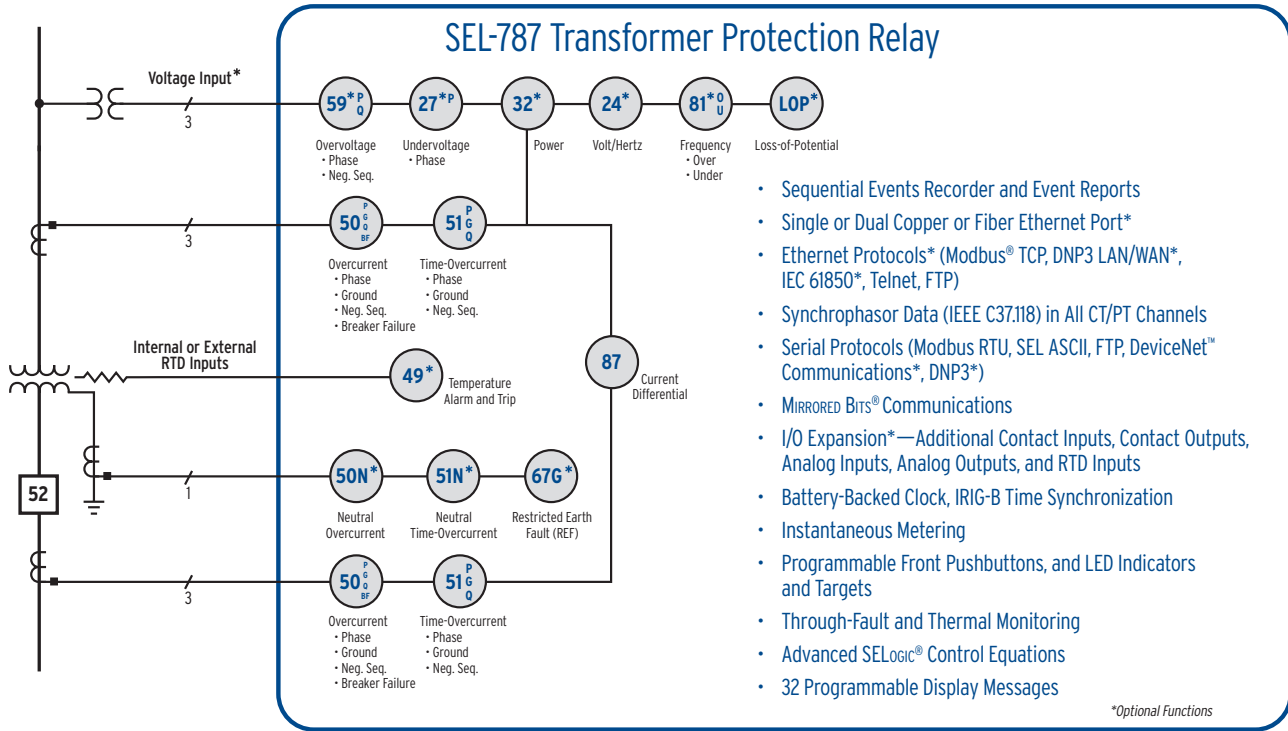 SEL-787 Transformer Protection Relay
Voltage Input*
3
59*P
Q
27*P
32*
24*
81*O
U
LOP*
Overvoltage
• Phase
• Neg. Seq.
Undervoltage
• Phase
Power
Volt/Hertz
Frequency
• Over
• Under
Loss-of-Potential
3
50 P
G
Q
BF
51 P
G
Q
Overcurrent
• Phase
• Ground
• Neg. Seq.
• Breaker Failure
Time-Overcurrent
• Phase
• Ground
• Neg. Seq.
Internal or External
RTD Inputs
49*
Temperature
Alarm and Trip
87
Current
Differential
52
1
50N*
51N*
67G*
Neutral
Overcurrent
Neutral
Time-Overcurrent
Restricted Earth
Fault (REF)
3
50 P
G
Q
BF
51 P
G
Q
Overcurrent
• Phase
• Ground
• Neg. Seq.
• Breaker Failure
Time-Overcurrent
• Phase
• Ground
• Neg. Seq.
• Sequential Events Recorder and Event Reports
• Single or Dual Copper or Fiber Ethernet Port*
• Ethernet Protocols* (Modbus® TCP, DNP3 LAN/WAN*,
IEC 61850*, Telnet, FTP)
• Synchrophasor Data (IEEE C37.118) in All CT/PT Channels
• Serial Protocols (Modbus RTU, SEL ASCII, FTP, DeviceNet™
Communications*, DNP3*)
• MIRRORED BITS® Communications
• I/O Expansion*—Additional Contact Inputs, Contact Outputs,
Analog Inputs, Analog Outputs, and RTD Inputs
• Battery-Backed Clock, IRIG-B Time Synchronization
• Instantaneous Metering
• Programmable Front Pushbuttons, and LED Indicators
and Targets
• Through-Fault and Thermal Monitoring
• Advanced SELOGIC® Control Equations
• 32 Programmable Display Messages
*Optional Functions